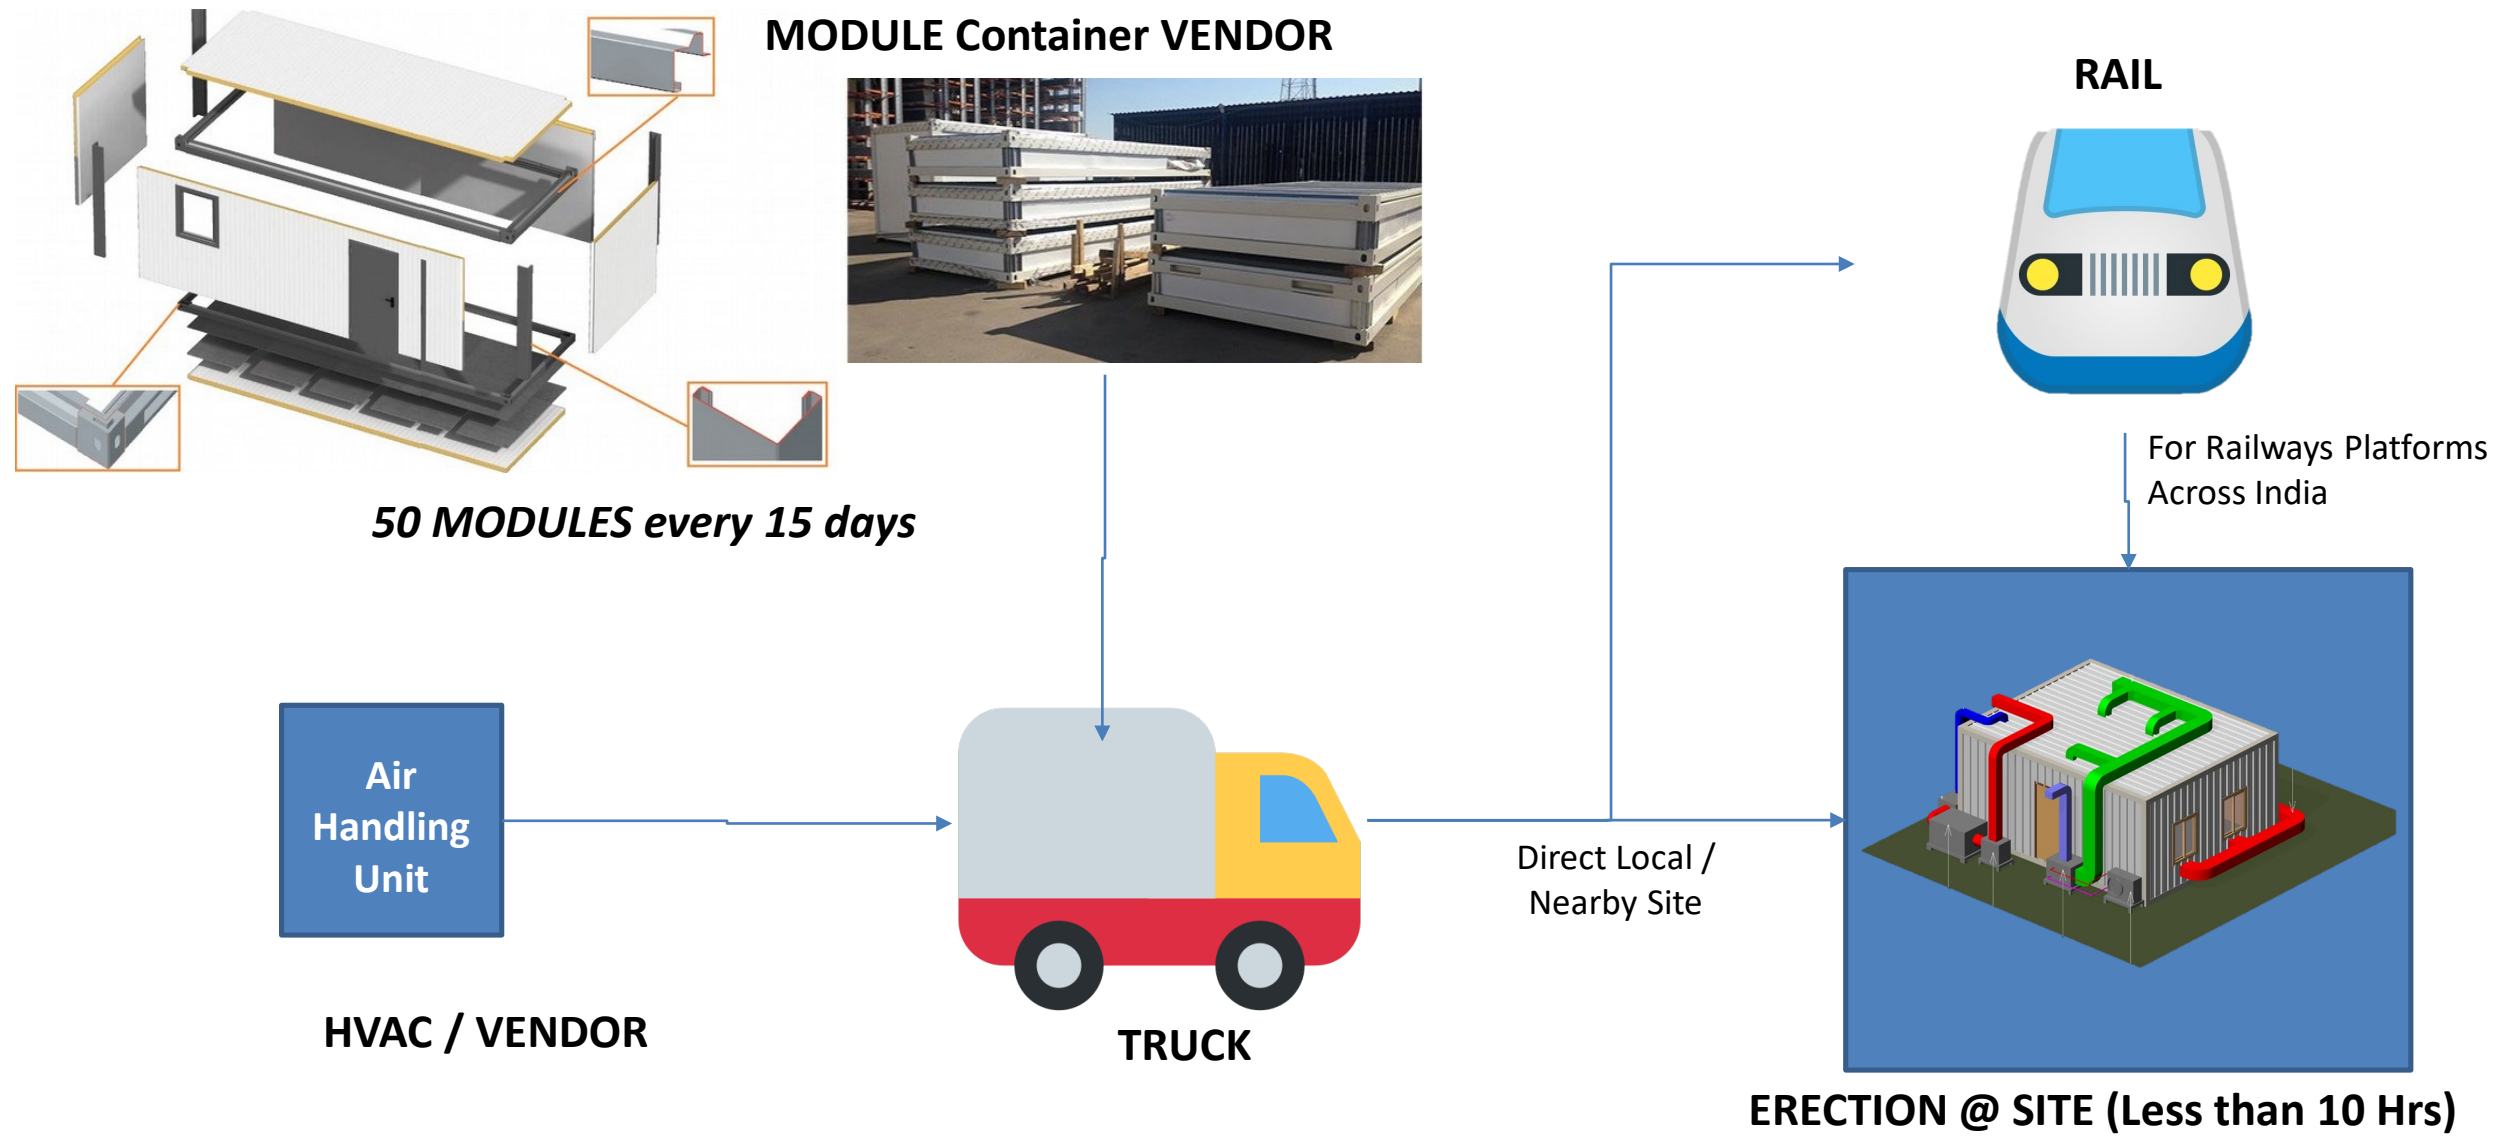 MODULE Container VENDOR
RAIL
For Railways Platforms
Across India
50 MODULES every 15 days
Air
Handling
Unit
Direct Local /
Nearby Site
HVAC / VENDOR
TRUCK
ERECTION @ SITE (Less than 10 Hrs)